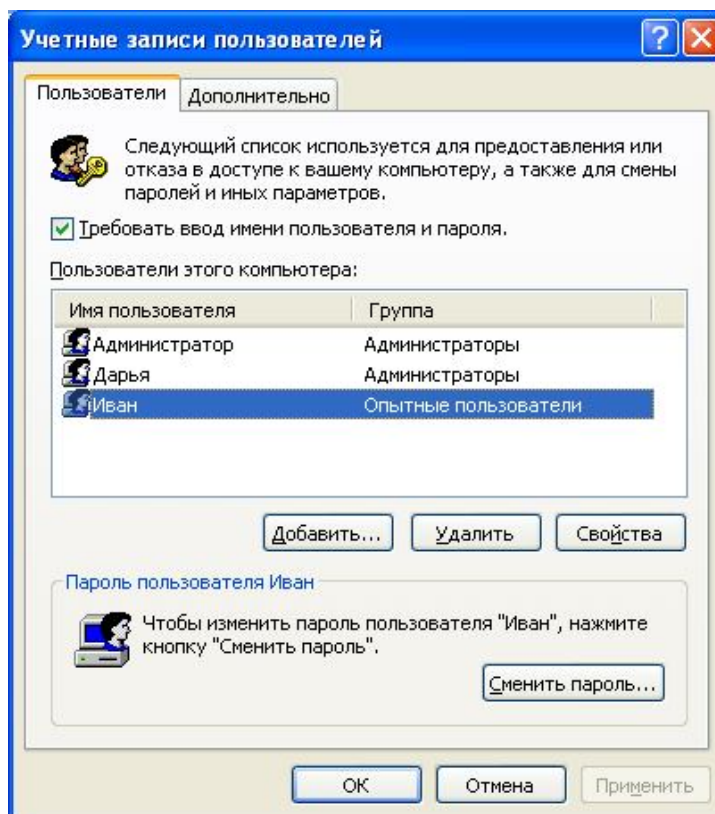 Учетные записи пользователей
Пользователи Дополнительно
Следующий список используется для предоставления или
отказа в доступе к вашему компьютеру, а также для смены
паролей и иных параметров.
Требовать ввод имени пользователя и пароля.
Пользователи этого компьютера:
Имя пользователя Группа
Администратор Администраторы
Дарья Администраторы
Иван Опытные пользователи
Добавить... Удалить Свойства
Пароль пользователя Иван
Чтобы изменить пароль пользователя "Иван", нажмите
кнопку "Сменить пароль".
Сменить пароль...
ОК Отмена Применить